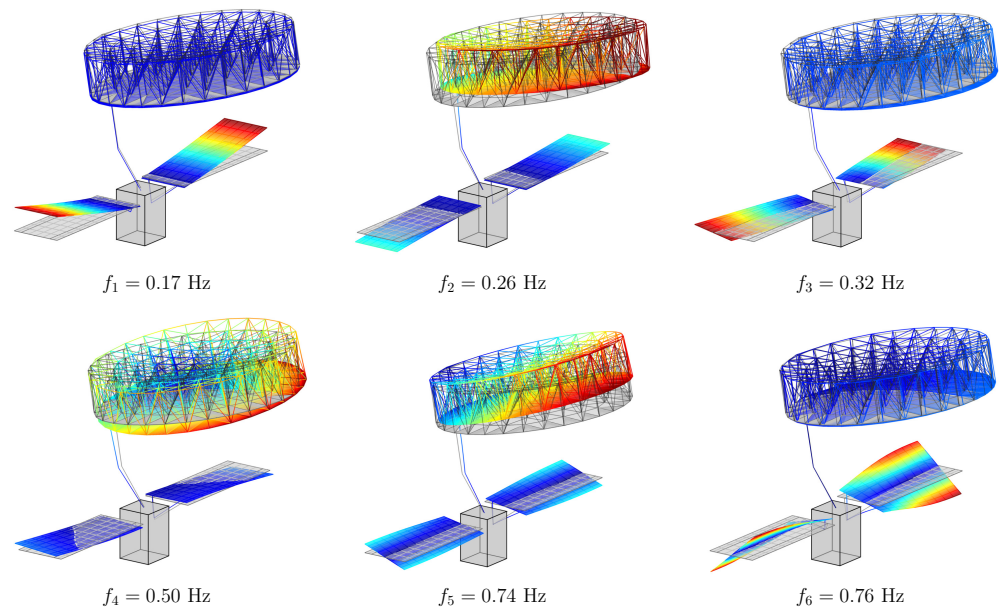 f₁ = 0.17 Hz
f₂ = 0.26 Hz
f₃ = 0.32 Hz
f₄ = 0.50 Hz
f₅ = 0.74 Hz
f₆ = 0.76 Hz